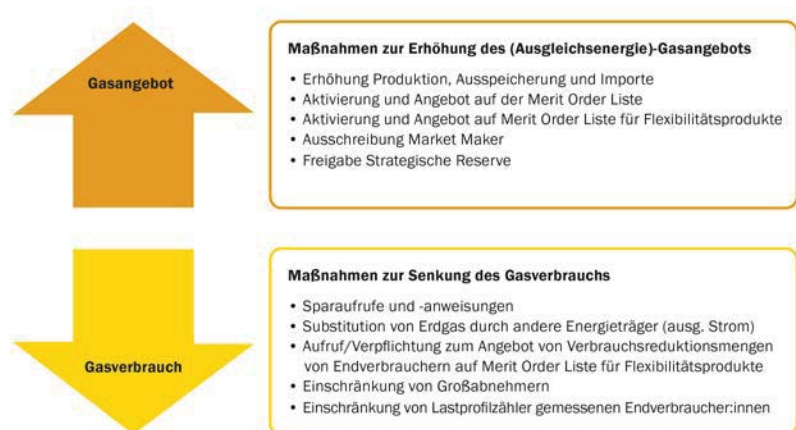 Gasangebot
Maßnahmen zur Erhöhung des (Ausgleichsenergie)-Gasangebots
• Erhöhung Produktion, Ausspeicherung und Importe
• Aktivierung und Angebot auf der Merit Order Liste
• Aktivierung und Angebot auf Merit Order Liste für Flexibilitätsprodukte
• Ausschreibung Market Maker
• Freigabe Strategische Reserve
Gasverbrauch
Maßnahmen zur Senkung des Gasverbrauchs
• Sparaufrufe und -anweisungen
• Substitution von Erdgas durch andere Energieträger (ausg. Strom)
• Aufruf/Verpflichtung zum Angebot von Verbrauchsreduktionsmengen
von Endverbrauchern auf Merit Order Liste für Flexibilitätsprodukte
• Einschränkung von Großabnehmern
• Einschränkung von Lastprofilzähler gemessenen Endverbraucher:innen